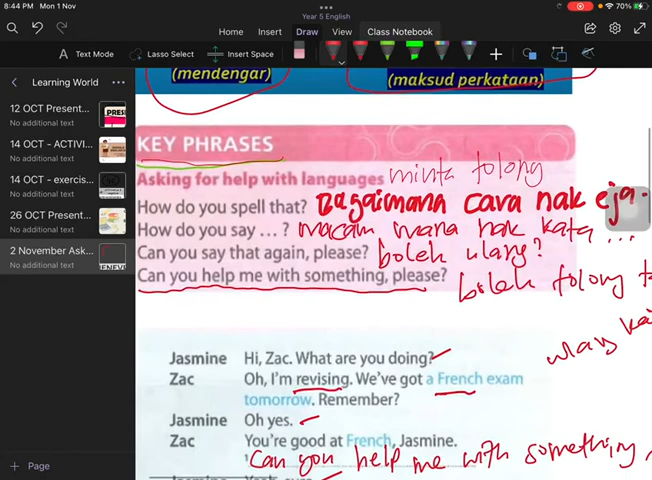 8:44 PM Mon 1 Nov
70%
Year 5 English
Home Insert Draw View Class Notebook
Text Mode Lasso Select Insert Space
Learning World
12 OCT Present...
No additional text
14 OCT - ACTIVI...
No additional text
14 OCT - exercis...
No additional text
26 OCT Present...
No additional text
2 November Ask...
No additional text
Page
(mendengar)
(maksud perkataan)
KEY PHRASES
Asking for help with languages minta tolong
How do you spell that? Bagaimana cara nak eja
How do you say ... ? macam mana nak kata ...
Can you say that again, please? boleh ulang?
Can you help me with something, please? boleh tolong
ulang
Jasmine Hi, Zac. What are you doing?
Zac Oh, I'm revising. We've got a French exam
tomorrow. Remember?
Jasmine Oh yes.
Zac You're good at French, Jasmine.
1 Can you help me with something,